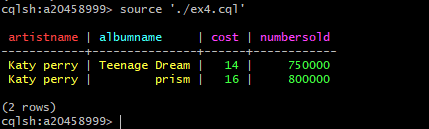 cqlsh:a20458999> source './ex4.cql'
artistname | albumname | cost | numbersold
------------+---------------+------+------------
Katy perry | Teenage Dream | 14 | 750000
Katy perry | prism | 16 | 800000
(2 rows)
cqlsh:a20458999>